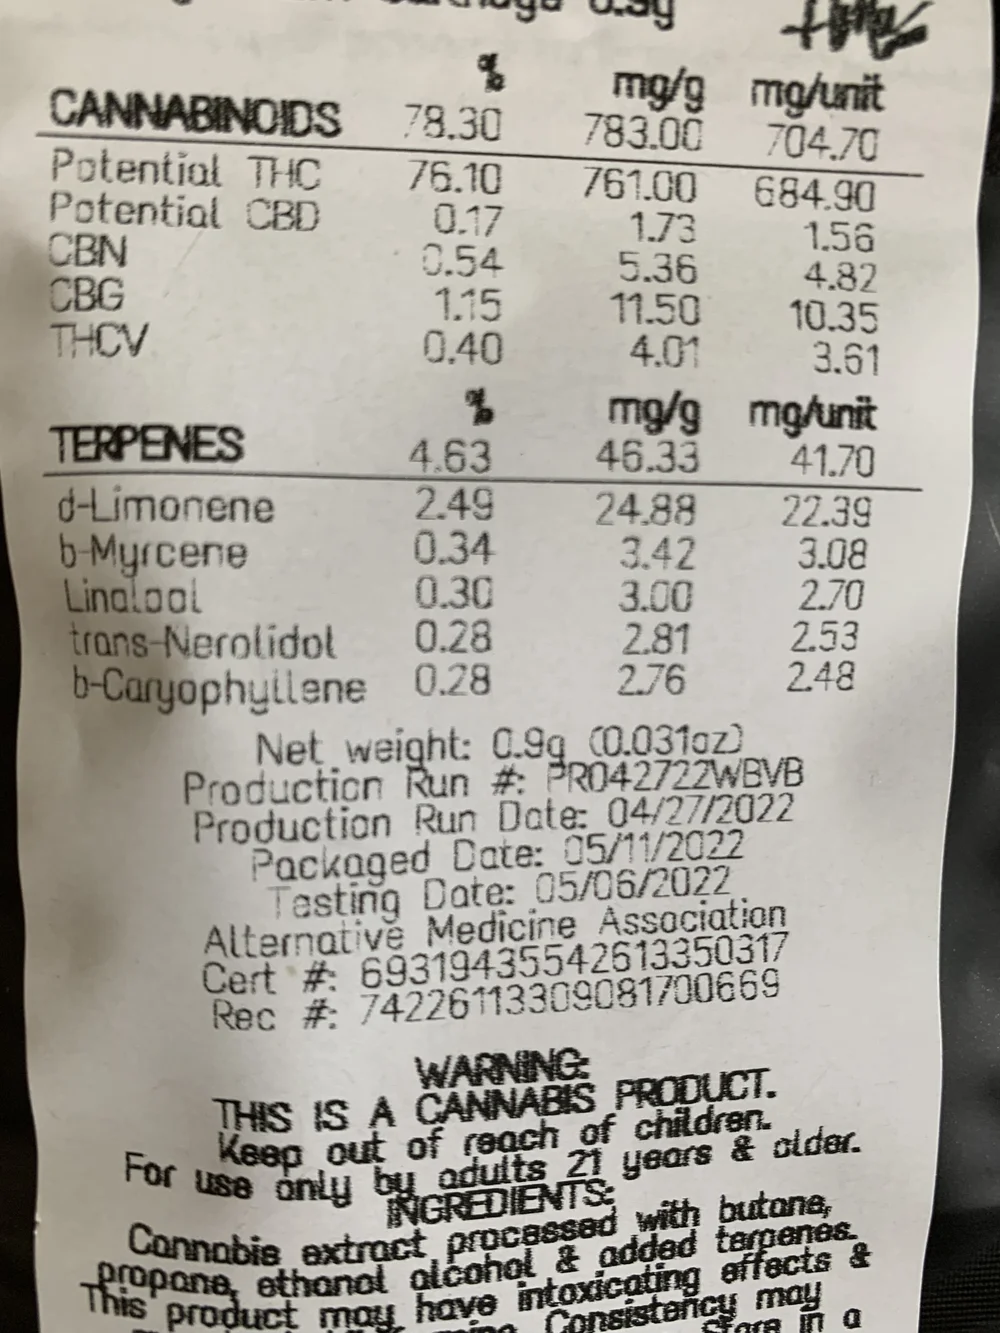 0.9g
% mg/g mg/unit
CANNABINOIDS 78.30 783.00 704.70
Potential THC 76.10 761.00 684.90
Potential CBD 0.17 1.73 1.56
CBN 0.54 5.36 4.82
CBG 1.15 11.50 10.35
THCV 0.40 4.01 3.61
% mg/g mg/unit
TERPENES 4.63 46.33 41.70
d-Limonene 2.49 24.88 22.39
b-Myrcene 0.34 3.42 3.08
Linalool 0.30 3.00 2.70
trans-Nerolidol 0.28 2.81 2.53
b-Caryophyllene 0.28 2.76 2.48
Net weight: 0.9g (0.031oz)
Production Run #: PR042722WBVB
Production Run Date: 04/27/2022
Packaged Date: 05/11/2022
Testing Date: 05/06/2022
Alternative Medicine Association
Cert #: 69319435542613350317
Rec #: 74226113309081700669
WARNING:
THIS IS A CANNABIS PRODUCT.
Keep out of reach of children.
For use only by adults 21 years & older.
INGREDIENTS:
Cannabis extract processed with butane,
propane, ethanol alcohol & added terpenes.
This product may have intoxicating effects &
Consistency may
Store in a